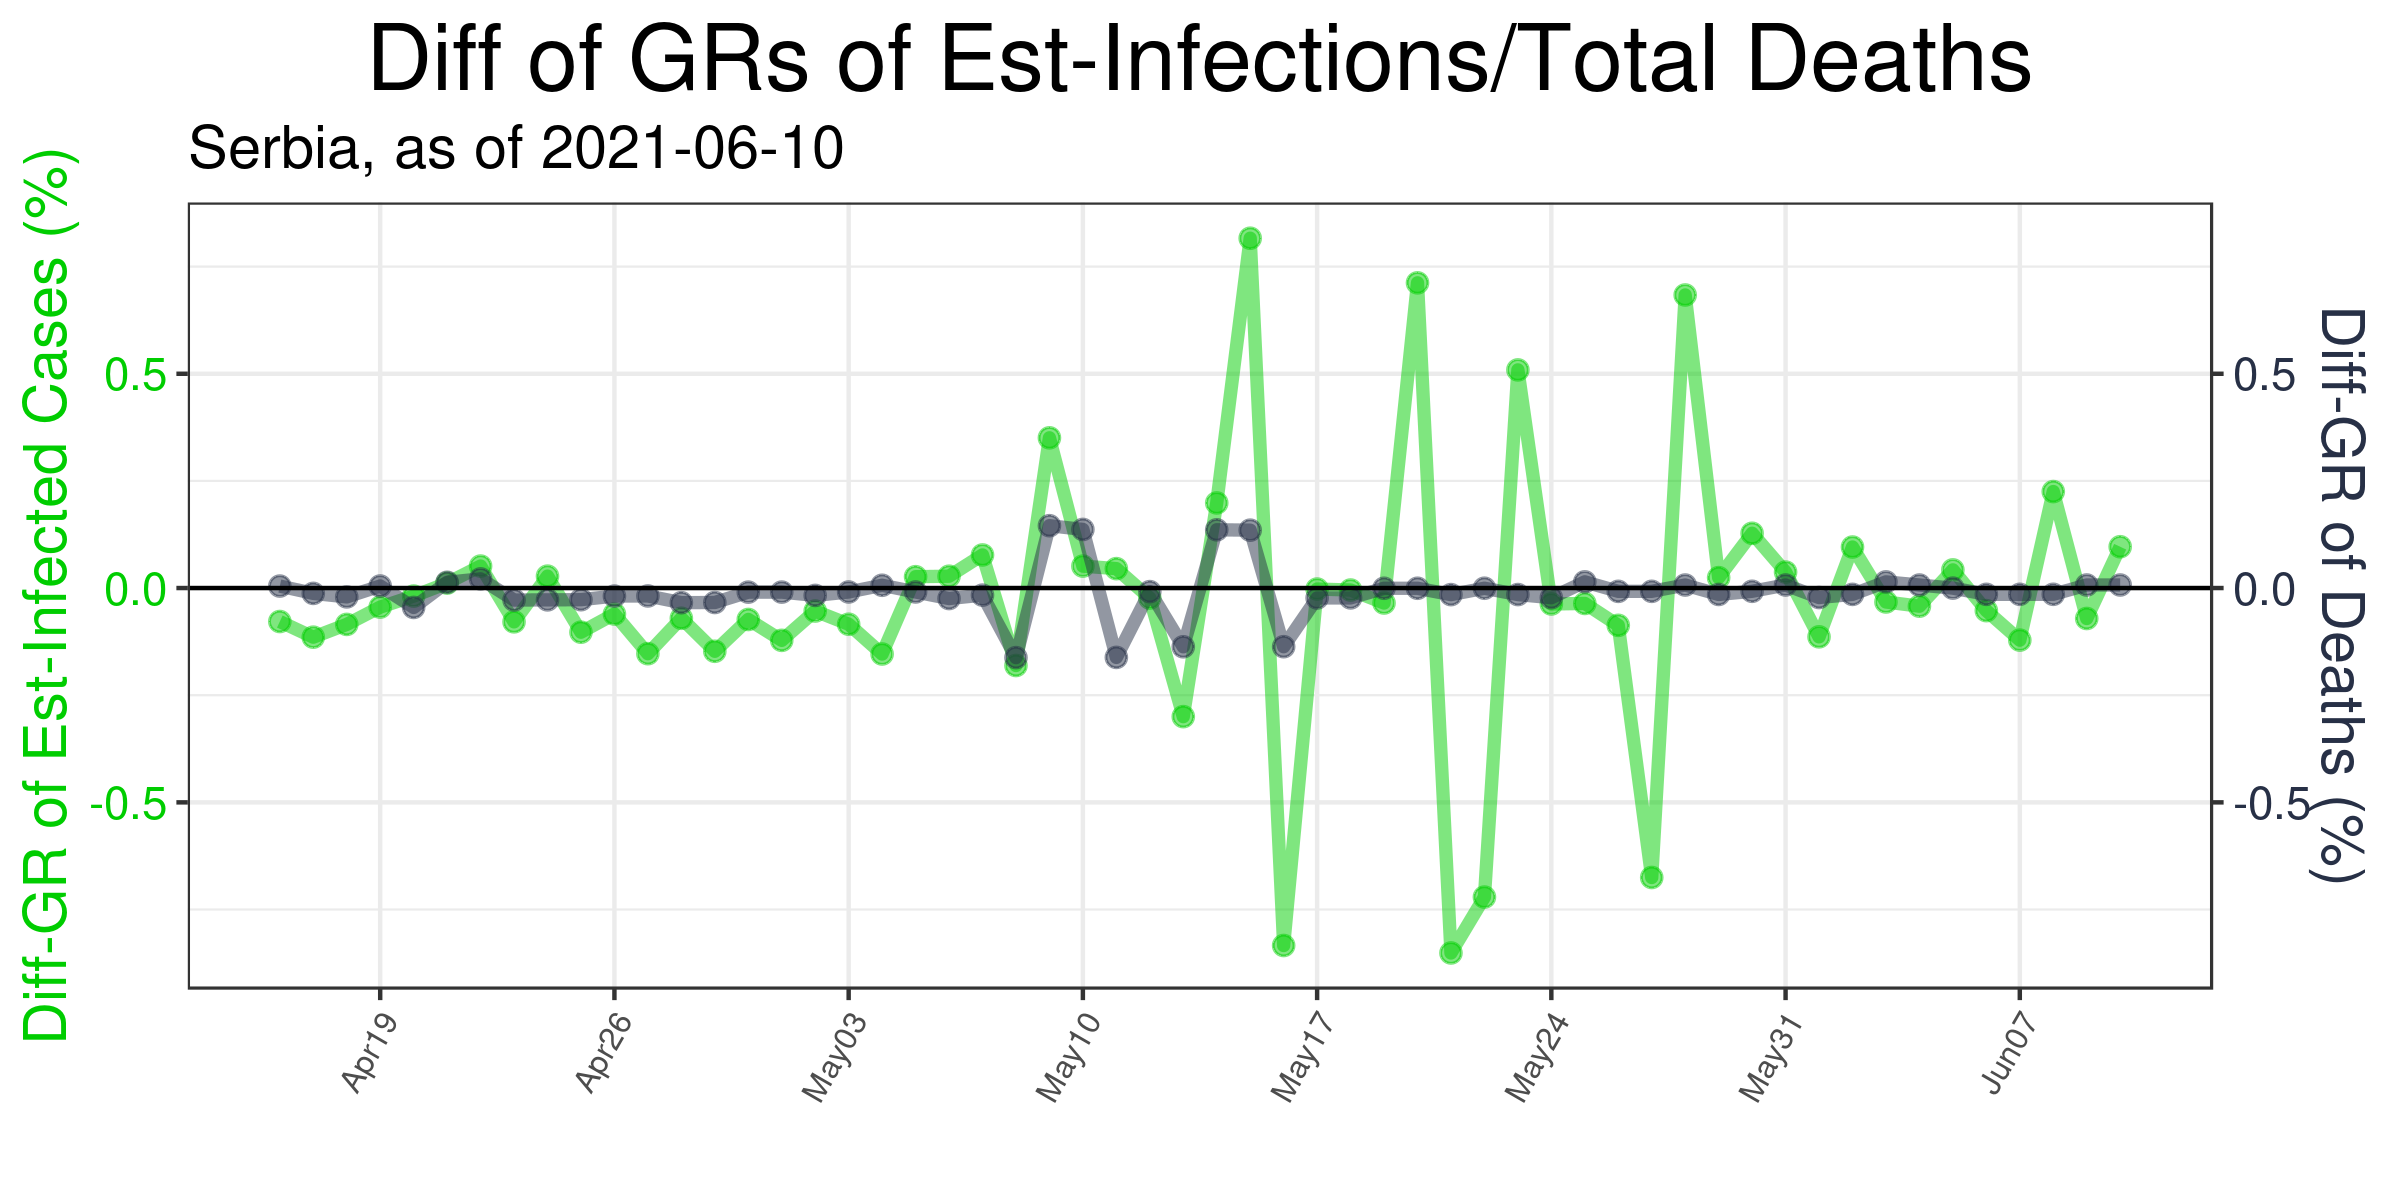 Diff of GRs of Est-Infections/Total Deaths
Serbia, as of 2021-06-10
Diff-GR of Est-Infected Cases (%)
0.5
0.0
-0.5
0.5
0.0
-0.5
Diff-GR of Deaths (%)
Apr19
Apr26
May03
May10
May17
May24
May31
Jun07